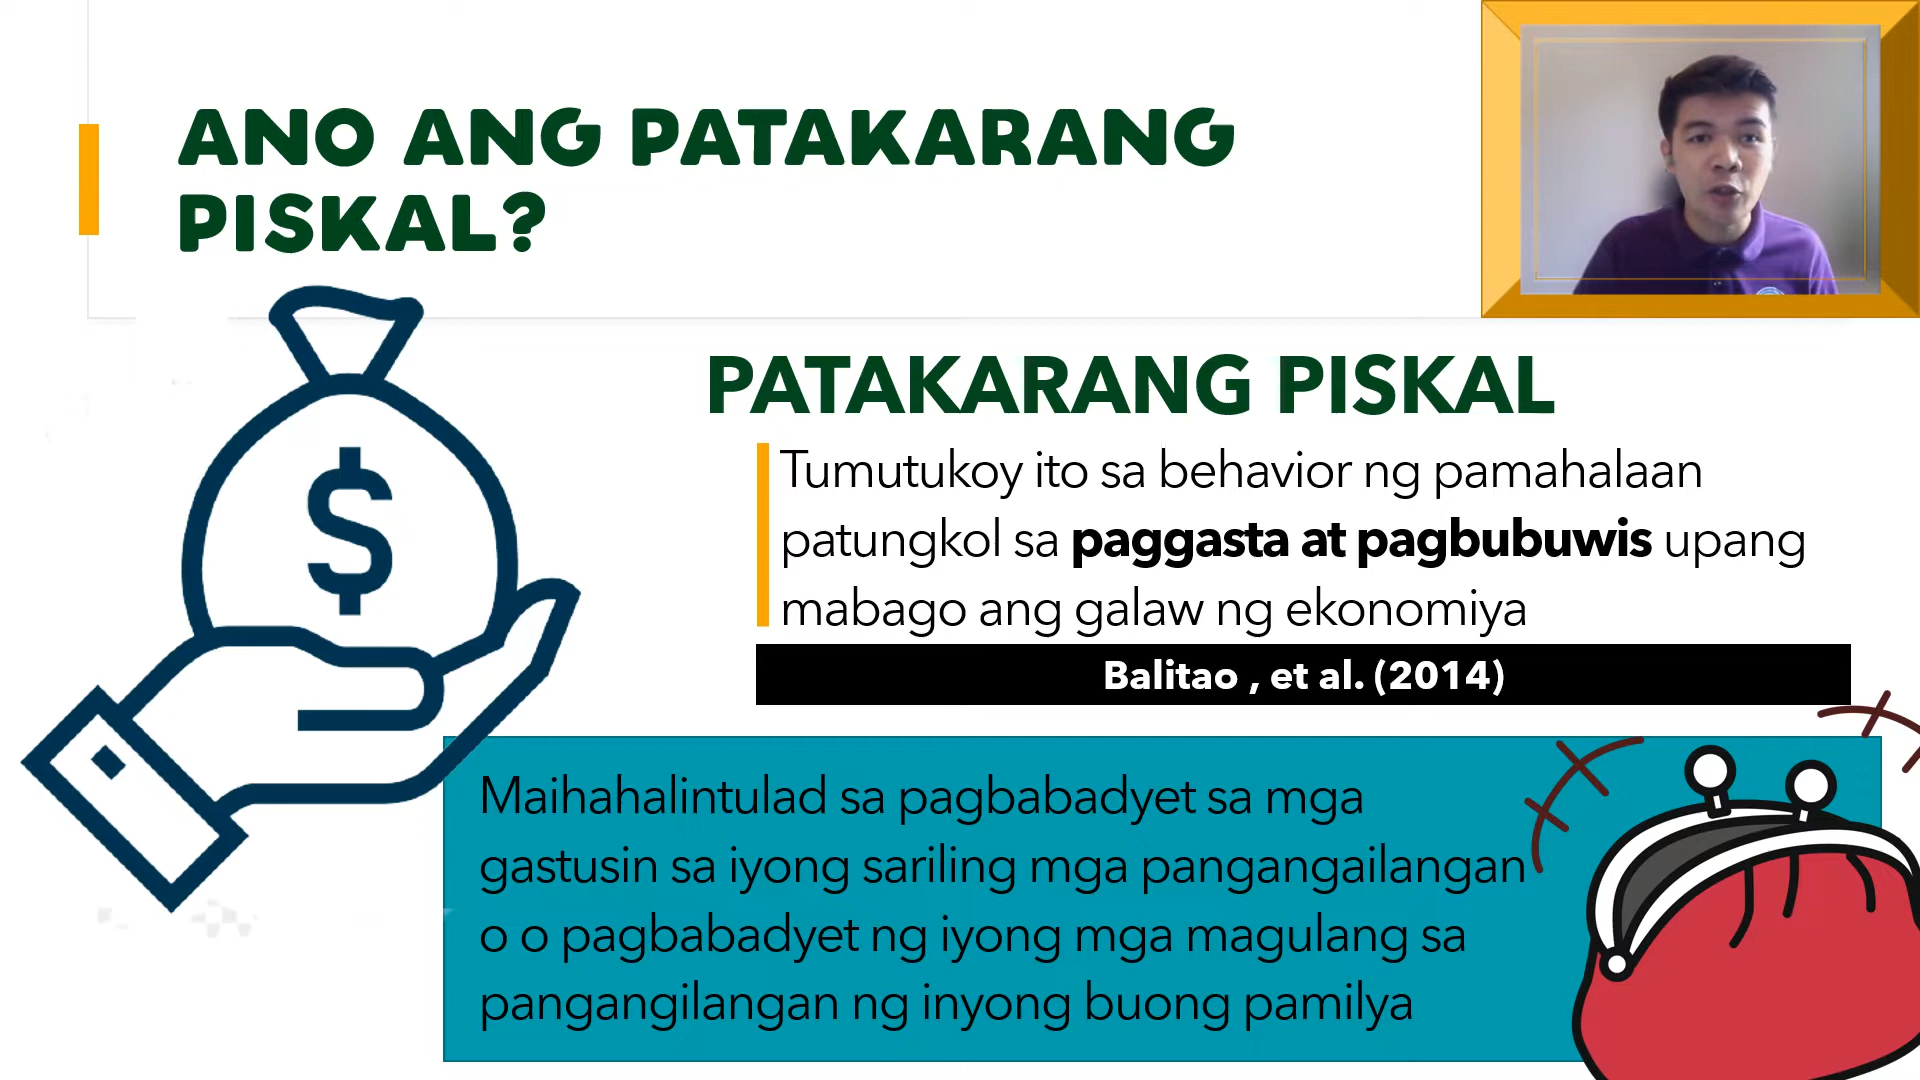 ANO ANG PATAKARANG
PISKAL?
$
PATAKARANG PISKAL
Tumutukoy ito sa behavior ng pamahalaan
patungkol sa paggasta at pagbubuwis upang
mabago ang galaw ng ekonomiya
Balitao , et al. (2014)
Maihahalintulad sa pagbabadyet sa mga
gastusin sa iyong sariling mga pangangailangan
o o pagbabadyet ng iyong mga magulang sa
pangangilangan ng inyong buong pamilya